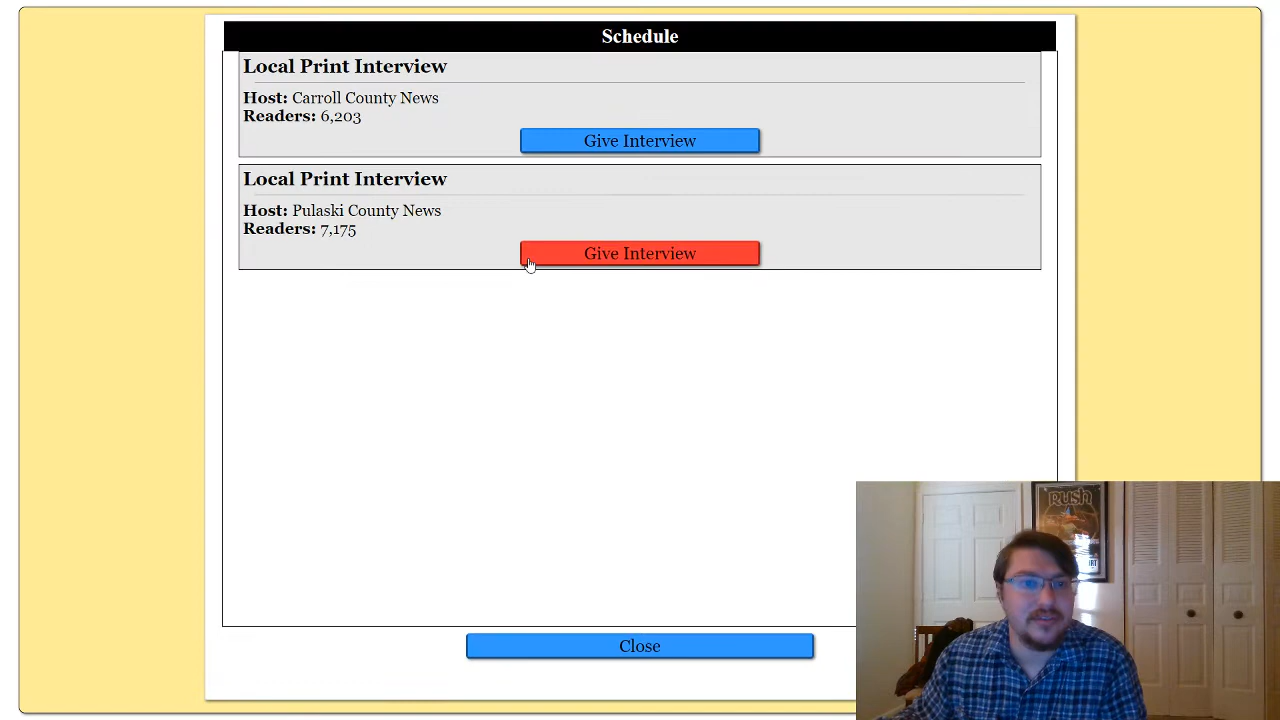 Schedule
Local Print Interview
Host: Carroll County News
Readers: 6,203
Give Interview
Local Print Interview
Host: Pulaski County News
Readers: 7,175
Give Interview
Close
RUSH